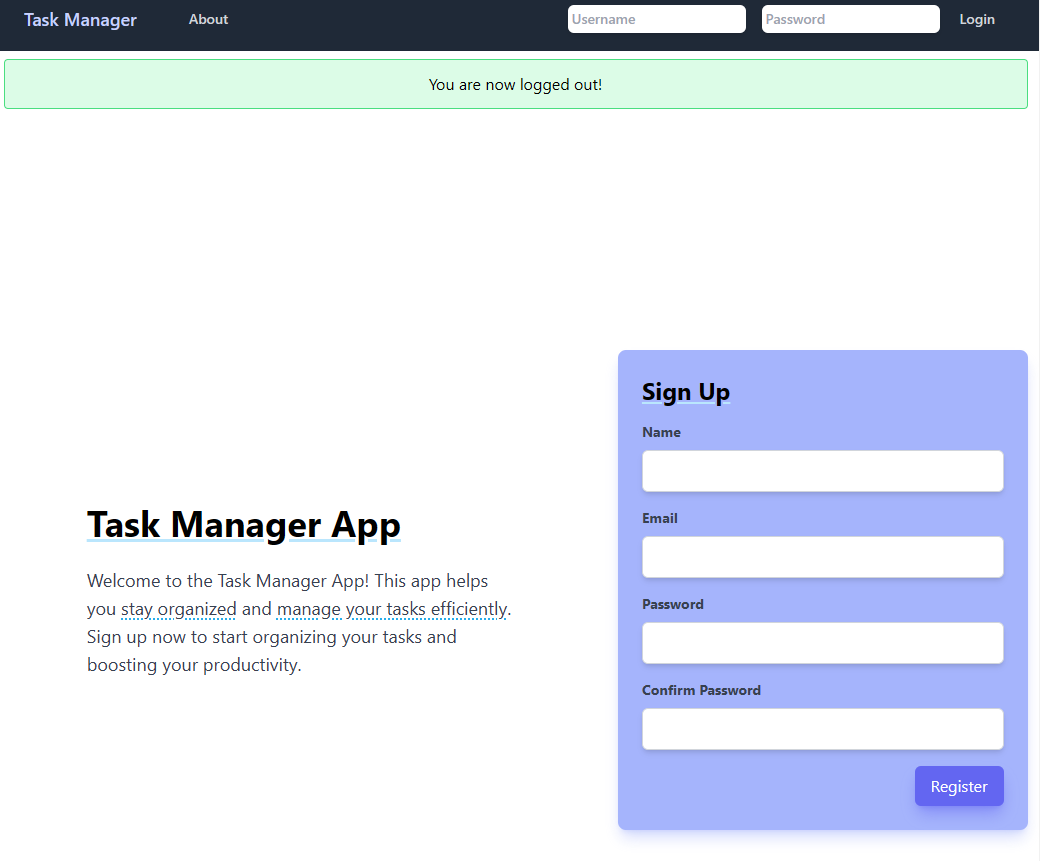 Task Manager
About
Username
Password
Login
You are now logged out!
Task Manager App
Welcome to the Task Manager App! This app helps
you stay organized and manage your tasks efficiently.
Sign up now to start organizing your tasks and
boosting your productivity.
Sign Up
Name
Email
Password
Confirm Password
Register